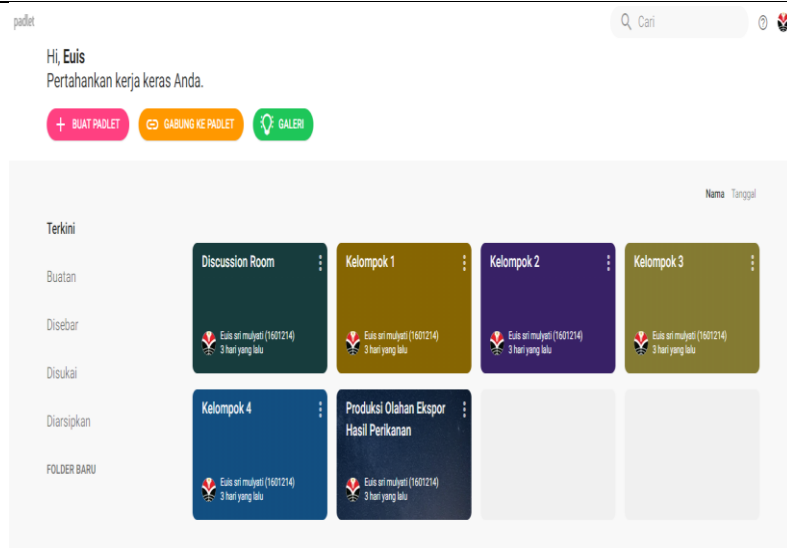 padlet
Cari
Hi, Euis
Pertahankan kerja keras Anda.
BUAT PADLET
GABUNG KE PADLET
GALERI
Nama Tanggal
Terkini
Buatan
Disebar
Disukai
Diarsipkan
FOLDER BARU
Discussion Room
Euis sri mulyati (1601214)
3 hari yang lalu
Kelompok 1
Euis sri mulyati (1601214)
3 hari yang lalu
Kelompok 2
Euis sri mulyati (1601214)
3 hari yang lalu
Kelompok 3
Euis sri mulyati (1601214)
3 hari yang lalu
Kelompok 4
Euis sri mulyati (1601214)
3 hari yang lalu
Produksi Olahan Ekspor
Hasil Perikanan
Euis sri mulyati (1601214)
3 hari yang lalu